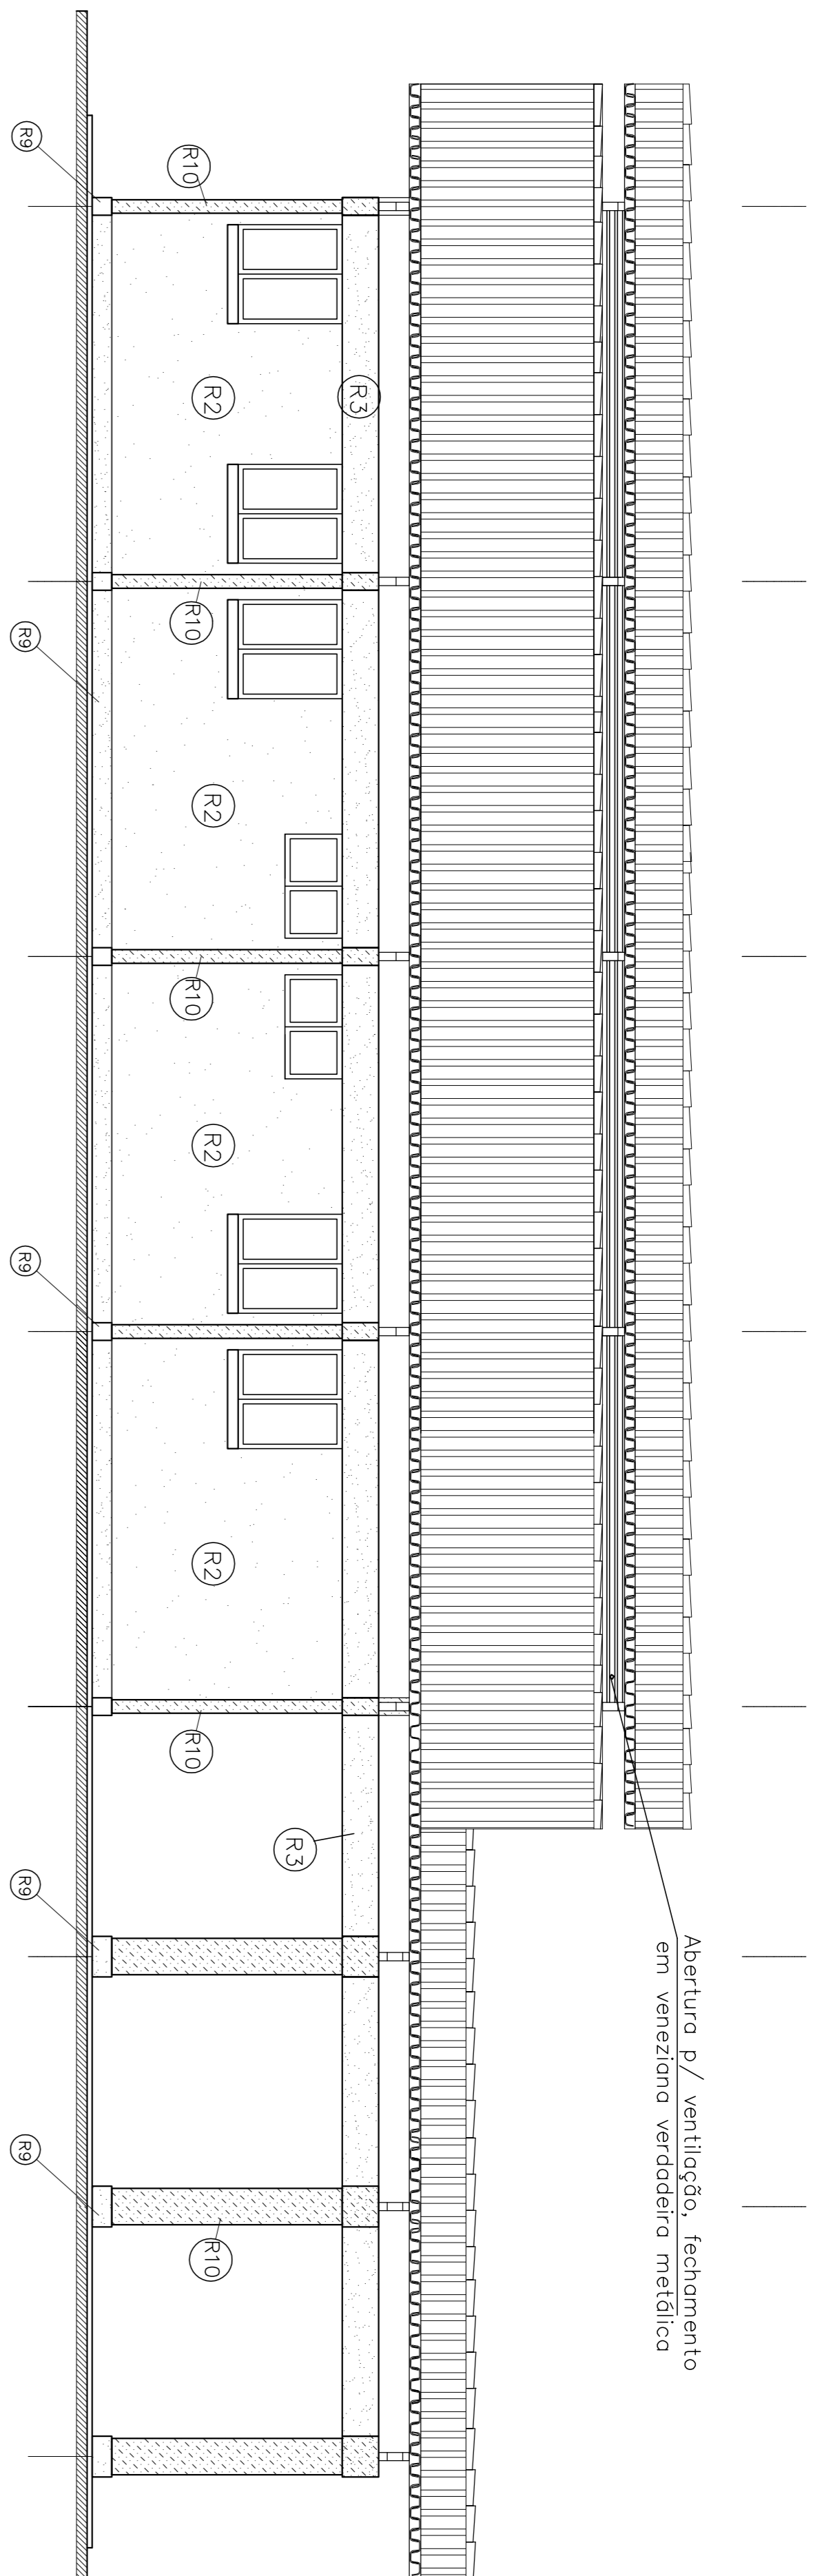 Abertura p/ ventilação, fechamento
em veneziana verdadeira metálica
R3
R3
R2
R2
R2
R2
R10
R10
R10
R10
R10
R9
R9
R9
R9
R9